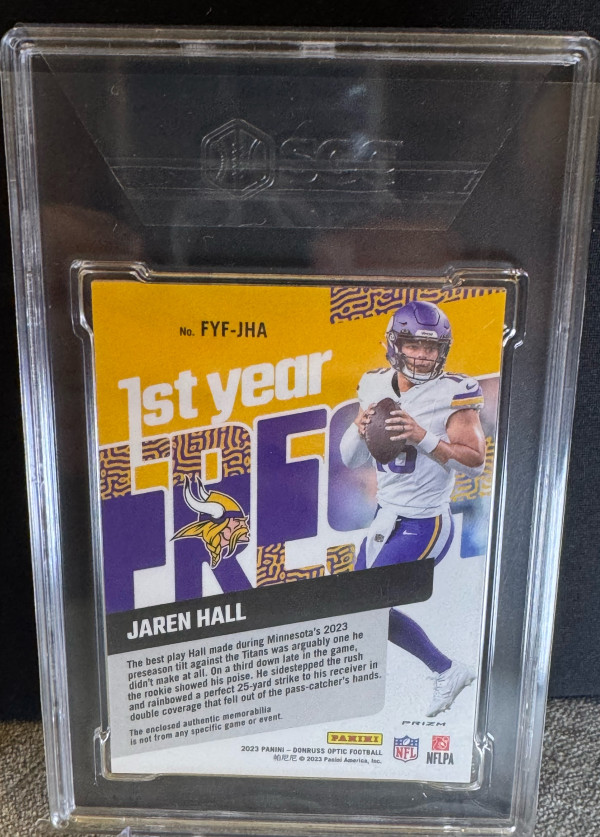 SGC
No. FYF-JHA
1st year
FRESH
JAREN HALL
The best play Hall made during Minnesota's 2023
preseason tilt against the Titans was arguably one he
didn't make at all. On a third down late in the game,
the rookie showed his poise. He sidestepped the rush
and rainbowed a perfect 25-yard strike to his receiver in
double coverage that fell out of the pass-catcher's hands.
The enclosed authentic memorabilia
is not from any specific game or event.
PRIZM
PANINI
NFL
NFLPA
2023 PANINI – DONRUSS OPTIC FOOTBALL
帕尼尼 © 2023 Panini America, Inc.